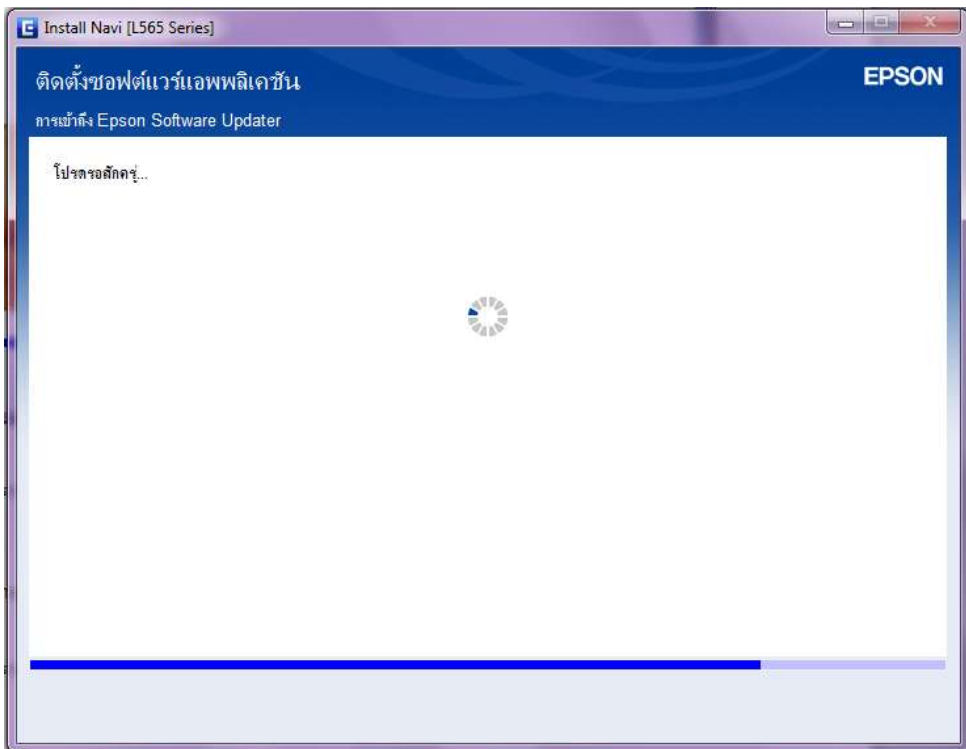 Install Navi [L565 Series]
ติดตั้งซอฟต์แวร์แอพพลิเคชัน
EPSON
การเข้าถึง Epson Software Updater
โปรดรอสักครู่...